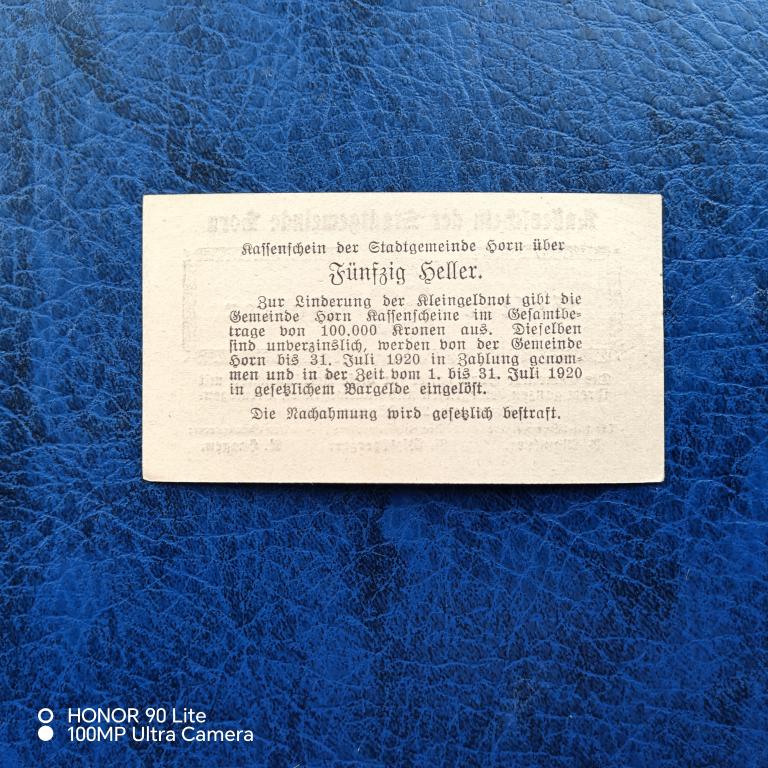 Kassenschein der Stadtgemeinde Horn über
Fünfzig Heller.
Zur Linderung der Kleingeldnot gibt die
Gemeinde Horn Kassenscheine im Gesamtbe-
trage von 100.000 Kronen aus. Dieselben
sind unverzinslich, werden von der Gemeinde
Horn bis 31. Juli 1920 in Zahlung genom-
men und in der Zeit vom 1. bis 31. Juli 1920
in gesetzlichem Bargelde eingelöst.
Die Nachahmung wird gesetzlich bestraft.
HONOR 90 Lite
100MP Ultra Camera